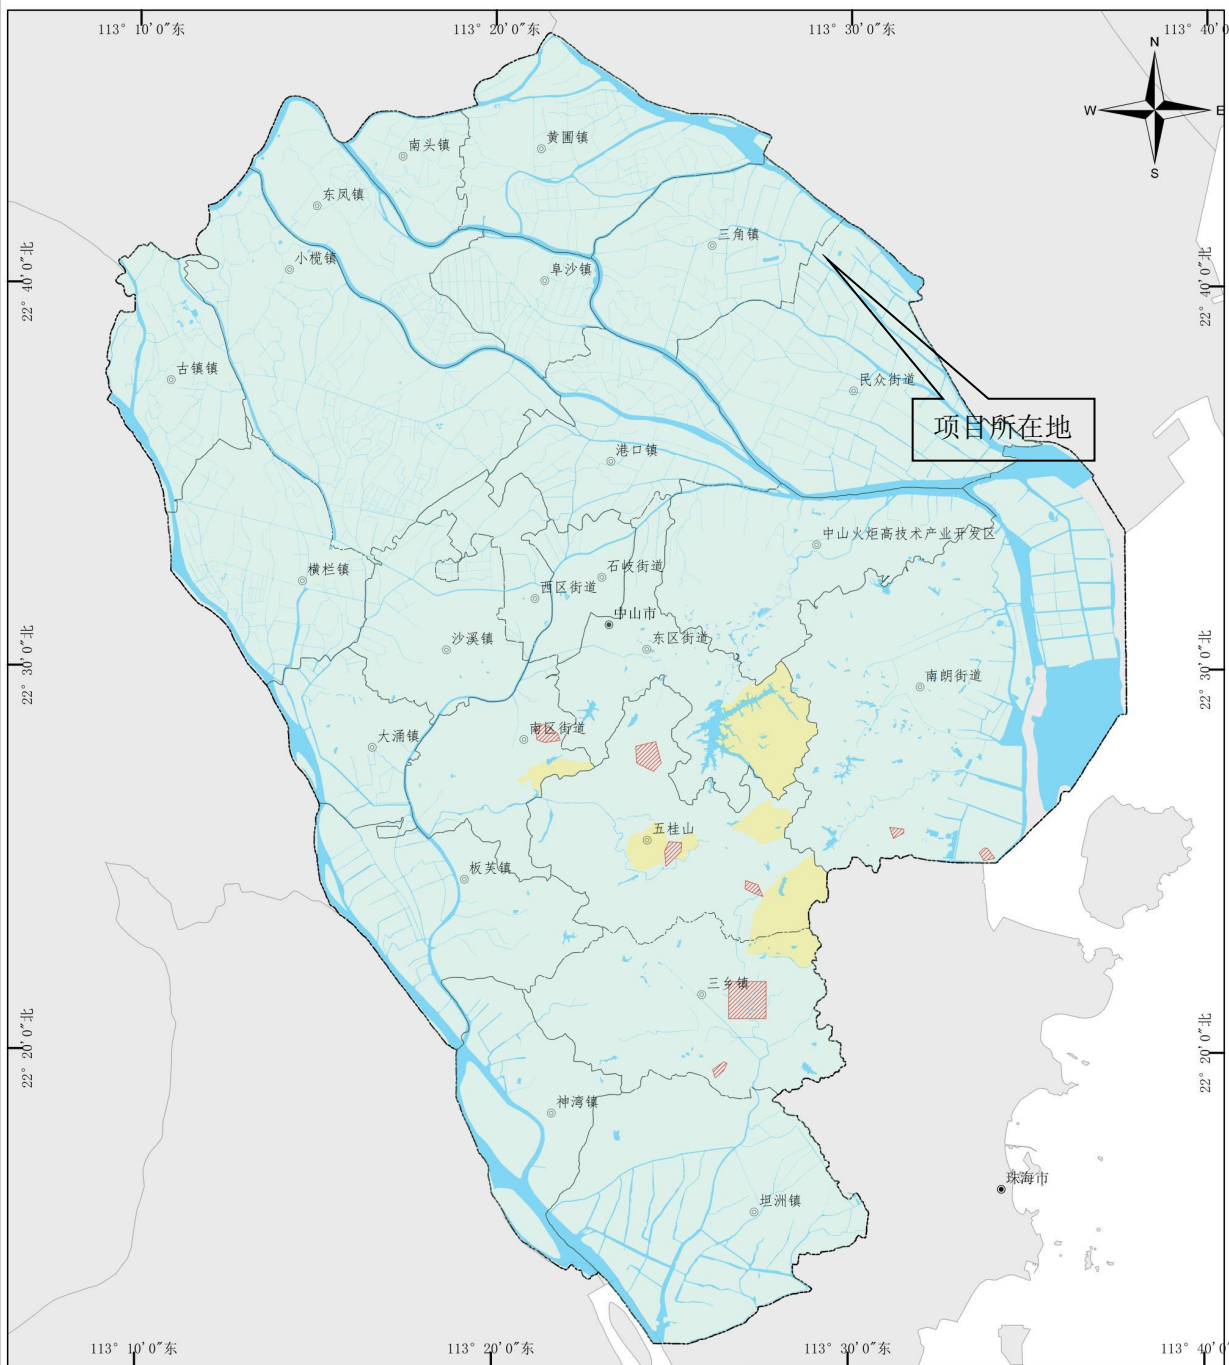 113° 10′0″东
113° 20′0″东
113° 30′0″东
113° 40′0
N
W
E
S
黄圃镇
南头镇
东凤镇
三角镇
小榄镇
阜沙镇
22° 40′0″北
22° 40′0″北
古镇镇
民众街道
项目所在地
港口镇
中山火炬高技术产业开发区
横栏镇
石岐街道
西区街道
中山市
沙溪镇
东区街道
22° 30′0″北
22° 30′0″北
南朗街道
大涌镇
南区街道
五桂山
板芙镇
三乡镇
22° 20′0″北
22° 20′0″北
神湾镇
珠海市
坦洲镇
113° 10′0″东
113° 20′0″东
113° 30′0″东
113° 40′0